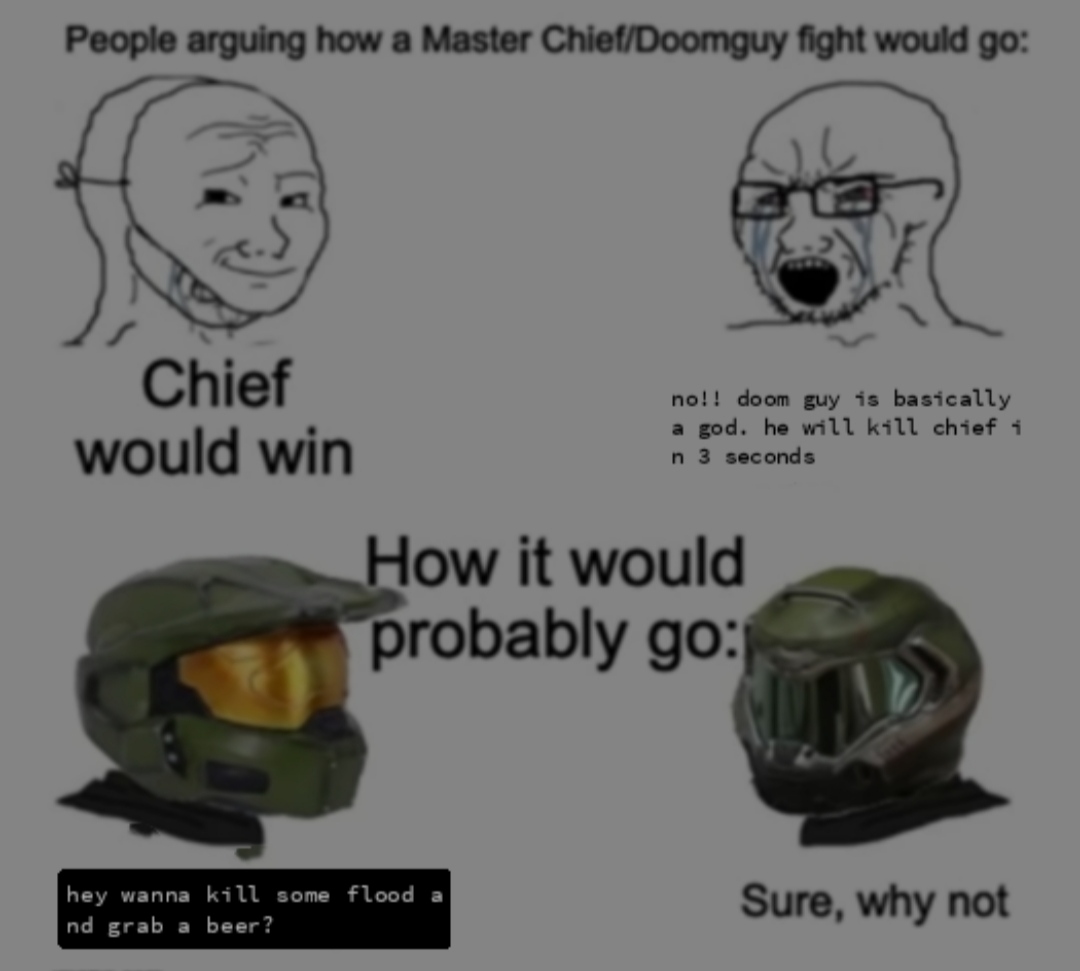 People arguing how a Master Chief/Doomguy fight would go:
Chief
would win
no!! doom guy is basically
a god. he will kill chief i
n 3 seconds
How it would
probably go:
hey wanna kill some flood a
nd grab a beer?
Sure, why not